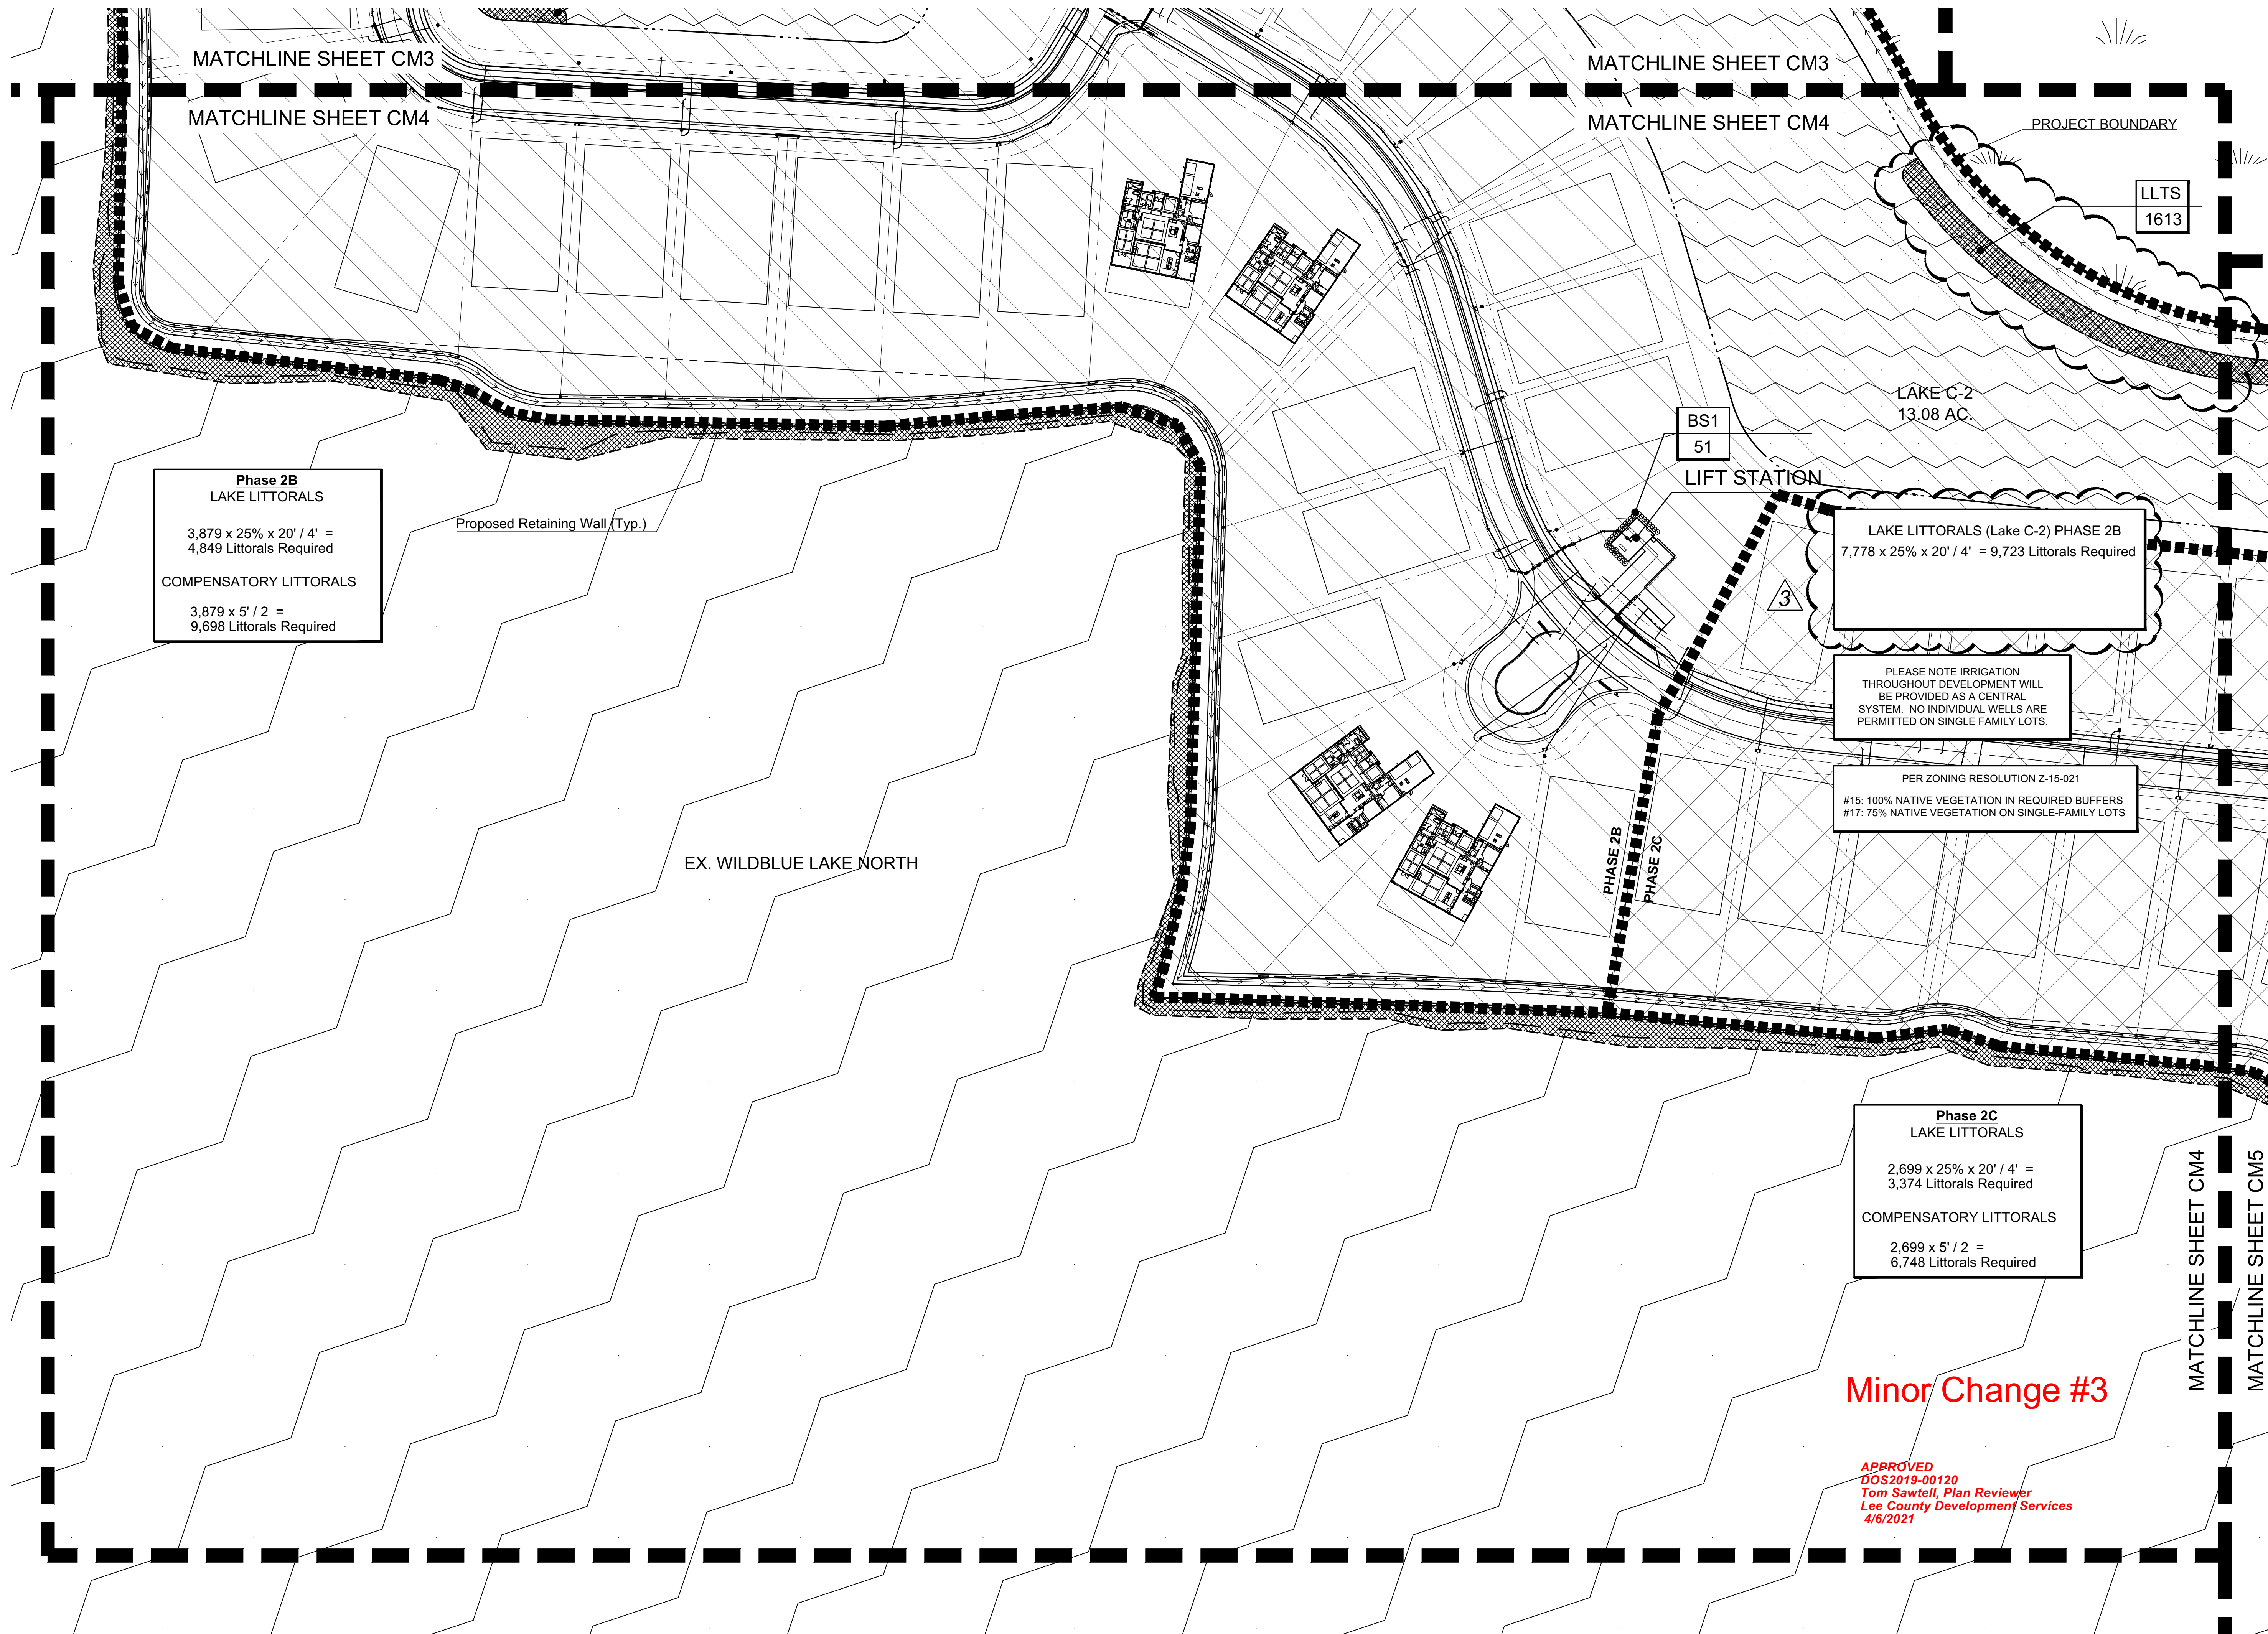 MATCHLINE SHEET CM3
MATCHLINE SHEET CM4
MATCHLINE SHEET CM3
MATCHLINE SHEET CM4
PROJECT BOUNDARY
LLTS
1613
LAKE C-2
13.08 AC.
BS1
51
LIFT STATION
Phase 2B
LAKE LITTORALS
3,879 x 25% x 20' / 4' =
4,849 Littorals Required
COMPENSATORY LITTORALS
3,879 x 5' / 2 =
9,698 Littorals Required
Proposed Retaining Wall (Typ.)
LAKE LITTORALS (Lake C-2) PHASE 2B
7,778 x 25% x 20' / 4' = 9,723 Littorals Required
3
PLEASE NOTE IRRIGATION
THROUGHOUT DEVELOPMENT WILL
BE PROVIDED AS A CENTRAL
SYSTEM. NO INDIVIDUAL WELLS ARE
PERMITTED ON SINGLE FAMILY LOTS.
PER ZONING RESOLUTION Z-15-021
#15: 100% NATIVE VEGETATION IN REQUIRED BUFFERS
#17: 75% NATIVE VEGETATION ON SINGLE-FAMILY LOTS
EX. WILDBLUE LAKE NORTH
PHASE 2B
PHASE 2C
Phase 2C
LAKE LITTORALS
2,699 x 25% x 20' / 4' =
3,374 Littorals Required
COMPENSATORY LITTORALS
2,699 x 5' / 2 =
6,748 Littorals Required
MATCHLINE SHEET CM4
MATCHLINE SHEET CM5
Minor Change #3
APPROVED
DOS2019-00120
Tom Sawtell, Plan Reviewer
Lee County Development Services
4/6/2021